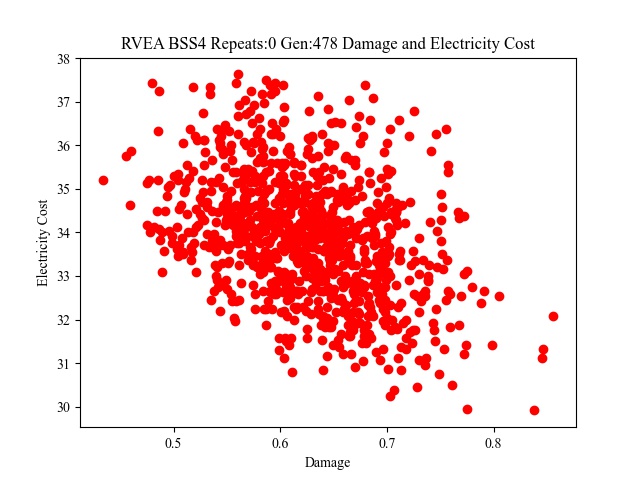 RVEA BSS4 Repeats:0 Gen:478 Damage and Electricity Cost
38
37
36
35
34
33
32
31
30
Electricity Cost
0.5 0.6 0.7 0.8
Damage